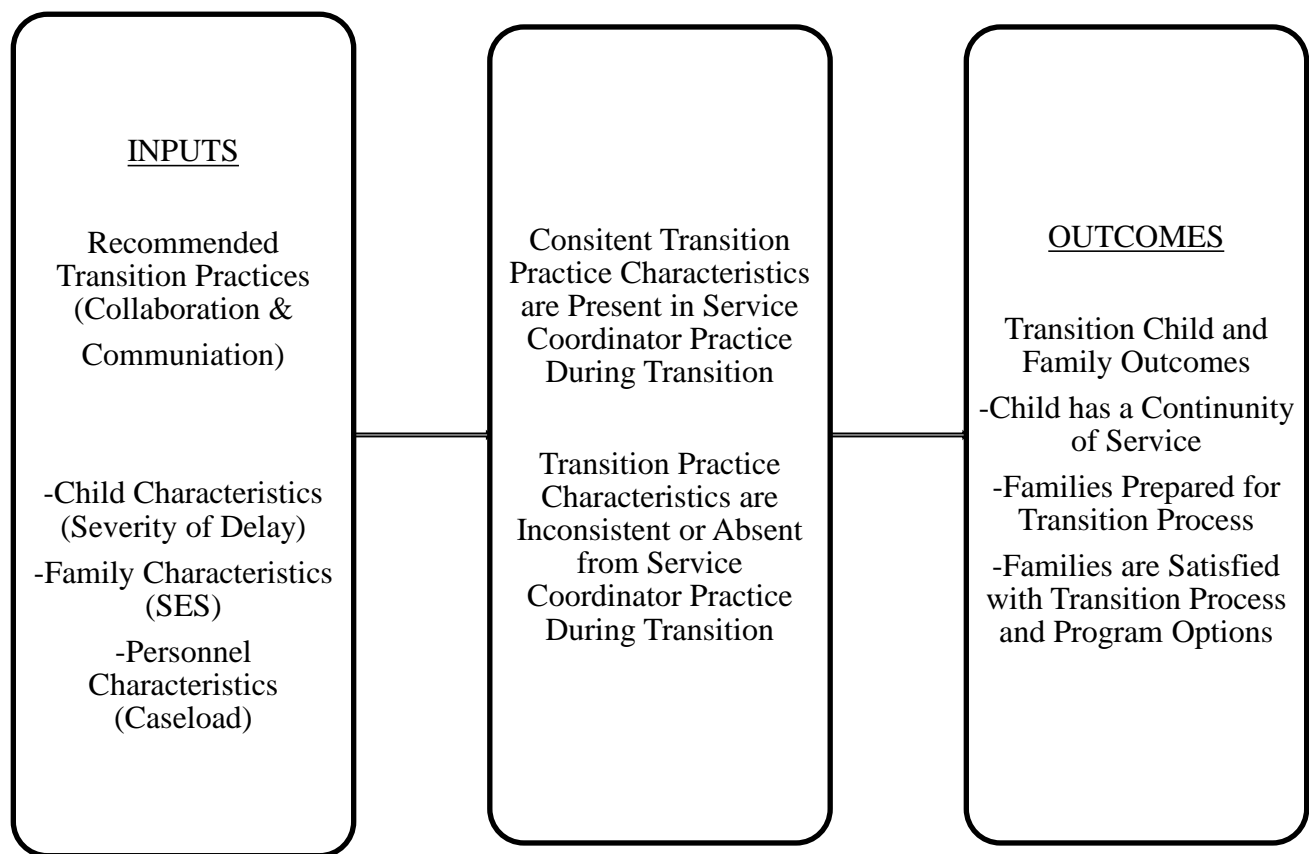 INPUTS
Recommended
Transition Practices
(Collaboration &
Communiation)
-Child Characteristics
(Severity of Delay)
-Family Characteristics
(SES)
-Personnel
Characteristics
(Caseload)
Consitent Transition
Practice Characteristics
are Present in Service
Coordinator Practice
During Transition
Transition Practice
Characteristics are
Inconsistent or Absent
from Service
Coordinator Practice
During Transition
OUTCOMES
Transition Child and
Family Outcomes
-Child has a Continunity
of Service
-Families Prepared for
Transition Process
-Families are Satisfied
with Transition Process
and Program Options